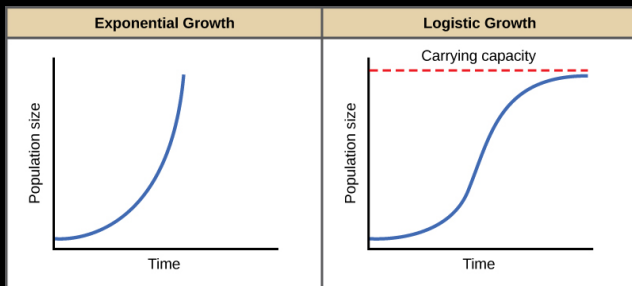 Exponential Growth
Logistic Growth
Population size
Time
Carrying capacity
Population size
Time